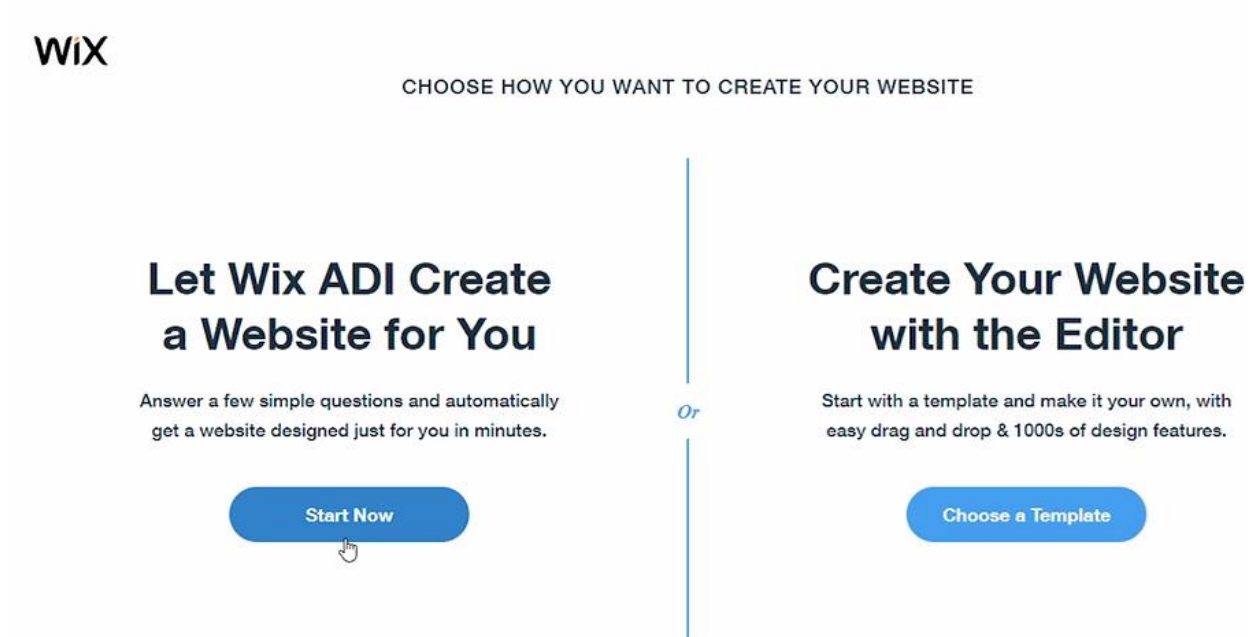 WiX
CHOOSE HOW YOU WANT TO CREATE YOUR WEBSITE
Let Wix ADI Create
a Website for You
Answer a few simple questions and automatically
get a website designed just for you in minutes.
Start Now
Or
Create Your Website
with the Editor
Start with a template and make it your own, with
easy drag and drop & 1000s of design features.
Choose a Template